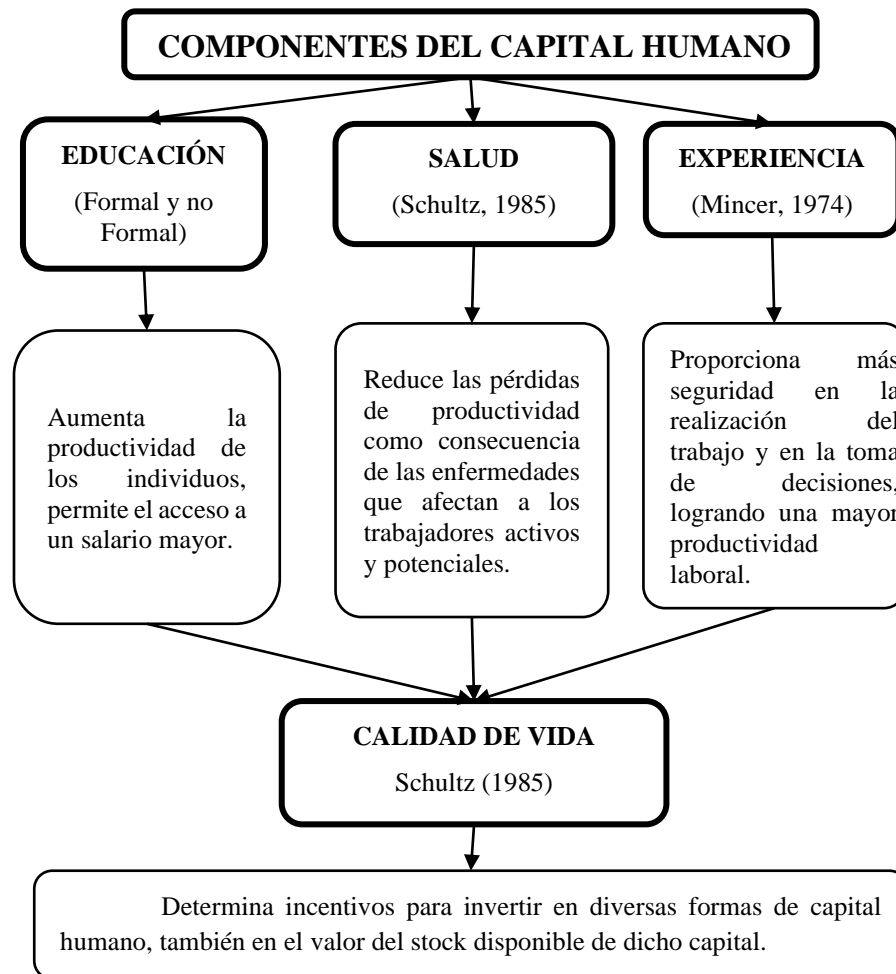 COMPONENTES DEL CAPITAL HUMANO
EDUCACIÓN
(Formal y no
Formal)
SALUD
(Schultz, 1985)
EXPERIENCIA
(Mincer, 1974)
Aumenta la
productividad de
los individuos,
permite el acceso a
un salario mayor.
Reduce las pérdidas
de productividad
como consecuencia
de las enfermedades
que afectan a los
trabajadores activos
y potenciales.
Proporciona más
seguridad en la
realización del
trabajo y en la toma
de decisiones,
logrando una mayor
productividad
laboral.
CALIDAD DE VIDA
Schultz (1985)
Determina incentivos para invertir en diversas formas de capital
humano, también en el valor del stock disponible de dicho capital.